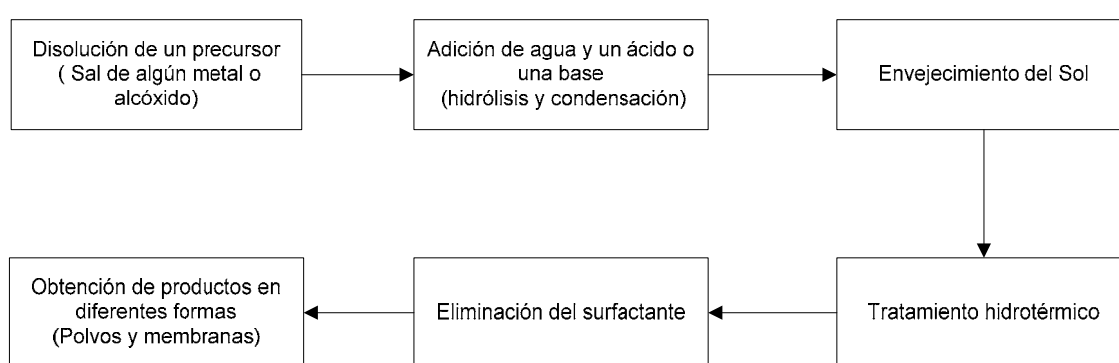 Disolución de un precursor
( Sal de algún metal o
alcóxido)
Adición de agua y un ácido o
una base
(hidrólisis y condensación)
Envejecimiento del Sol
Tratamiento hidrotérmico
Eliminación del surfactante
Obtención de productos en
diferentes formas
(Polvos y membranas)